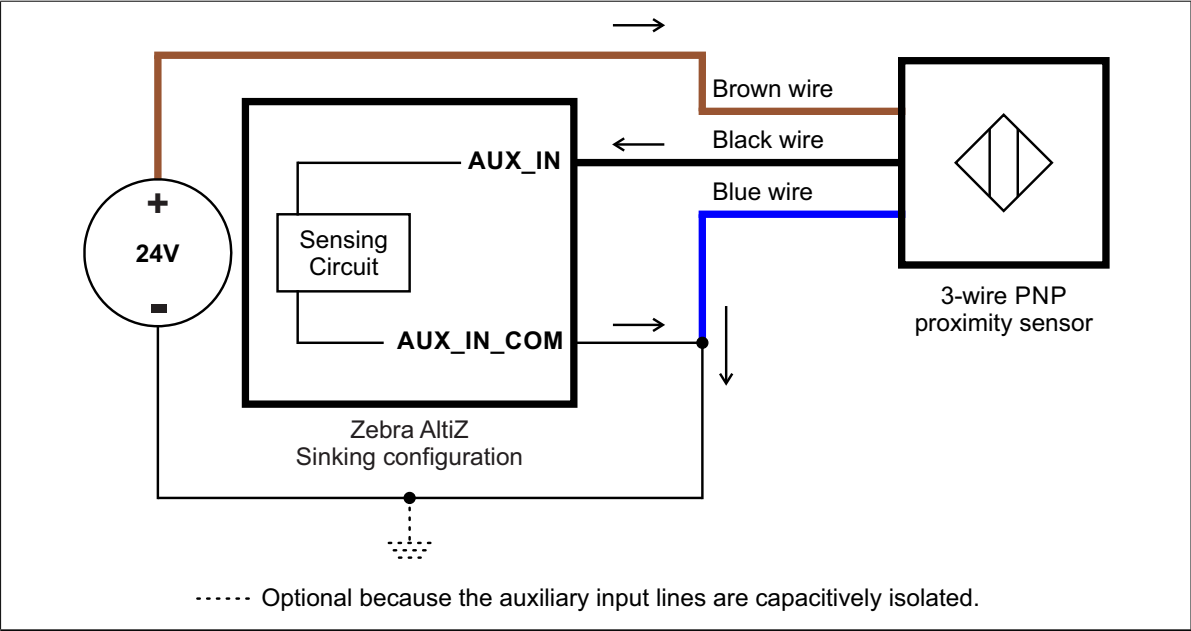 Brown wire
Black wire
AUX_IN
Blue wire
+
24V
-
Sensing
Circuit
3-wire PNP
proximity sensor
AUX_IN_COM
Zebra AltiZ
Sinking configuration
Optional because the auxiliary input lines are capacitively isolated.